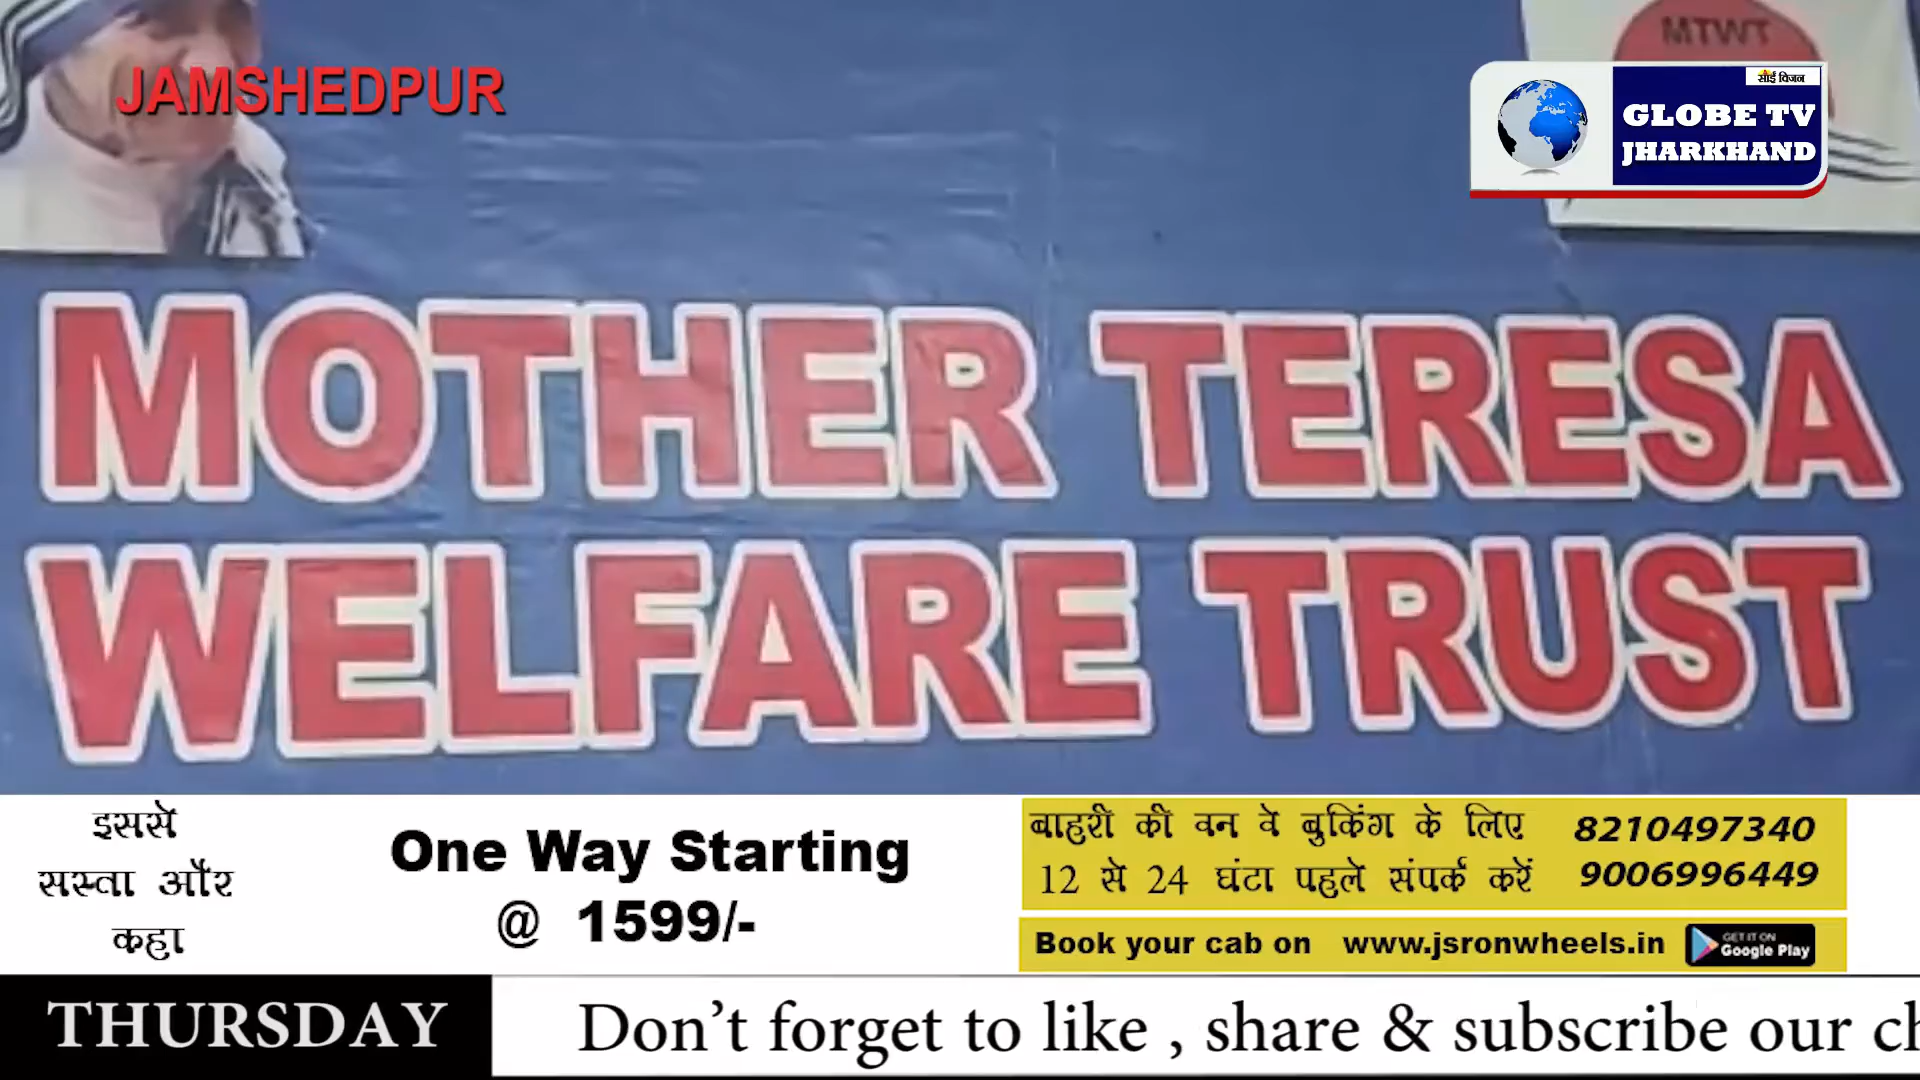 JAMSHEDPUR
MTWT
साई विजन
GLOBE TV
JHARKHAND
MOTHER TERESA
WELFARE TRUST
इससे
सस्ता और
कहा
One Way Starting
@ 1599/-
बाहरी की वन वे बुकिंग के लिए
12 से 24 घंटा पहले संपर्क करें
8210497340
9006996449
Book your cab on www.jsronwheels.in
GET IT ON
Google Play
THURSDAY
Don’t forget to like , share & subscribe our ch